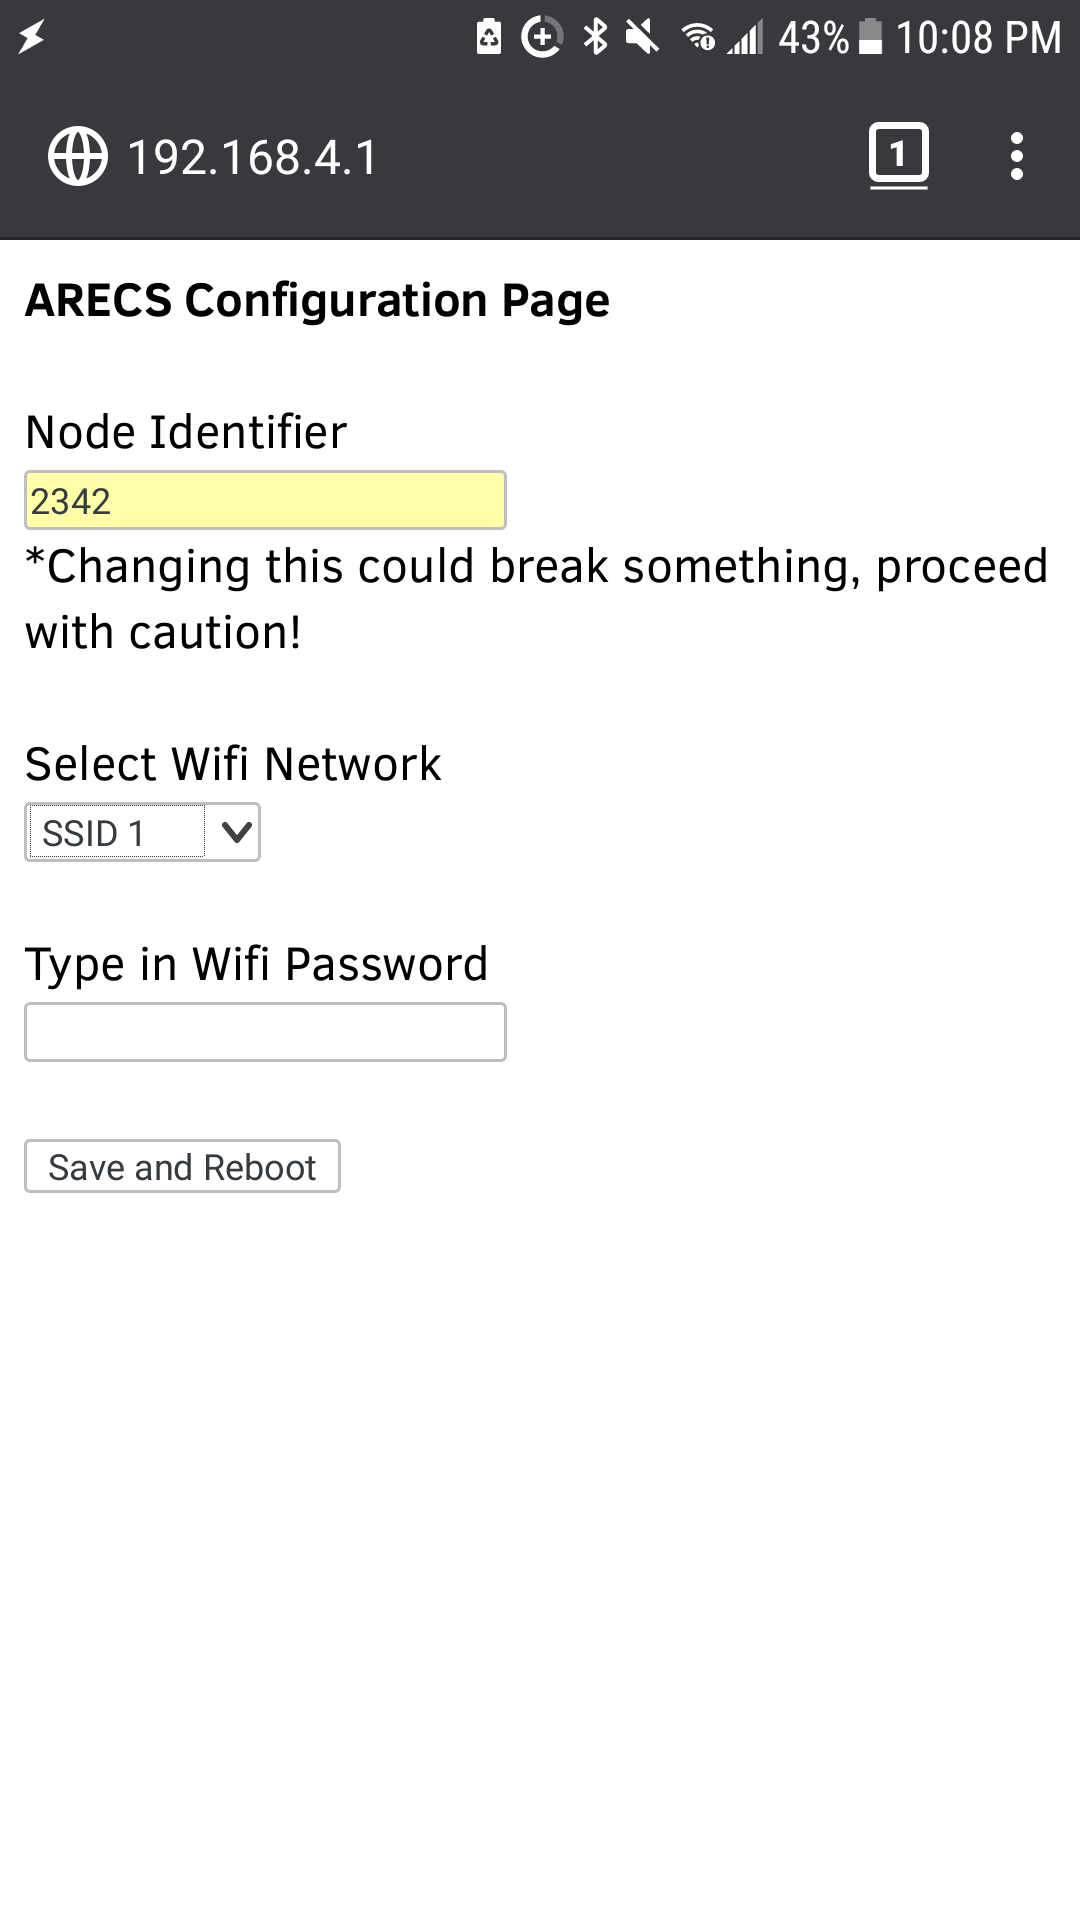 43% 10:08 PM
192.168.4.1 1
ARECS Configuration Page
Node Identifier
2342
*Changing this could break something, proceed
with caution!
Select Wifi Network
SSID 1
Type in Wifi Password
Save and Reboot